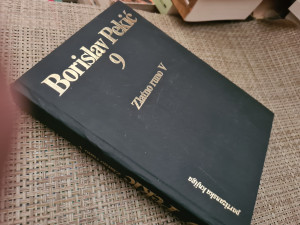 Borislav Pekić
9
Zlatno runo V
partizanska knjiga